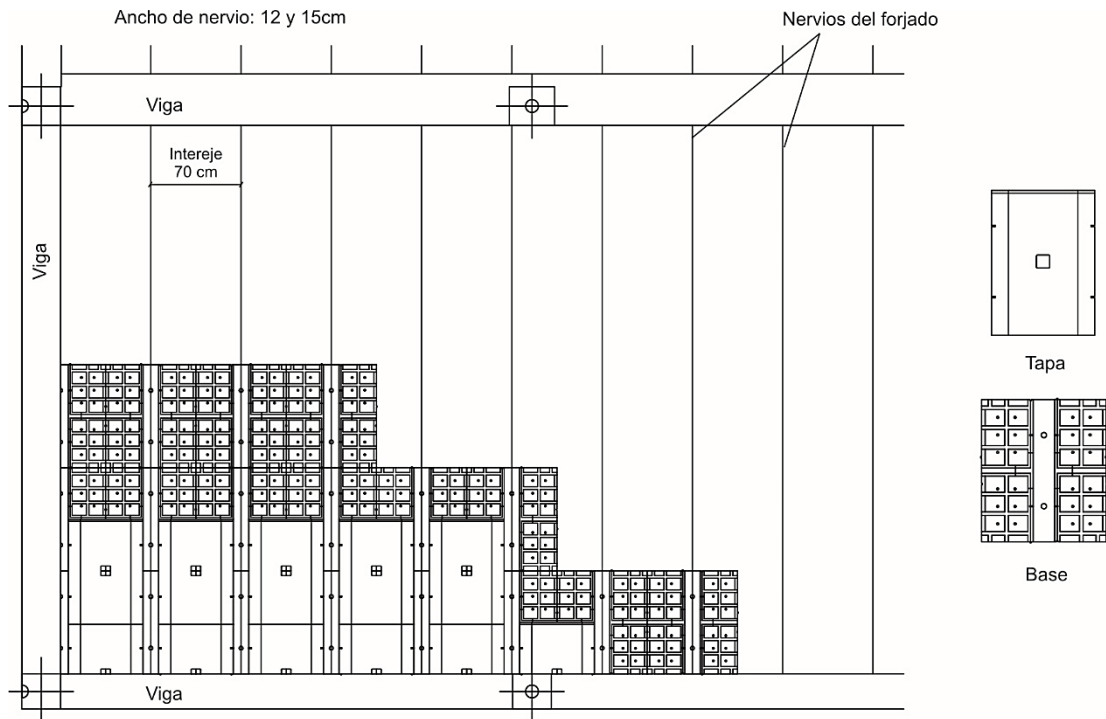 Ancho de nervio: 12 y 15cm
Nervios del forjado
Viga
Intereje
70 cm
Viga
Tapa
Base
Viga